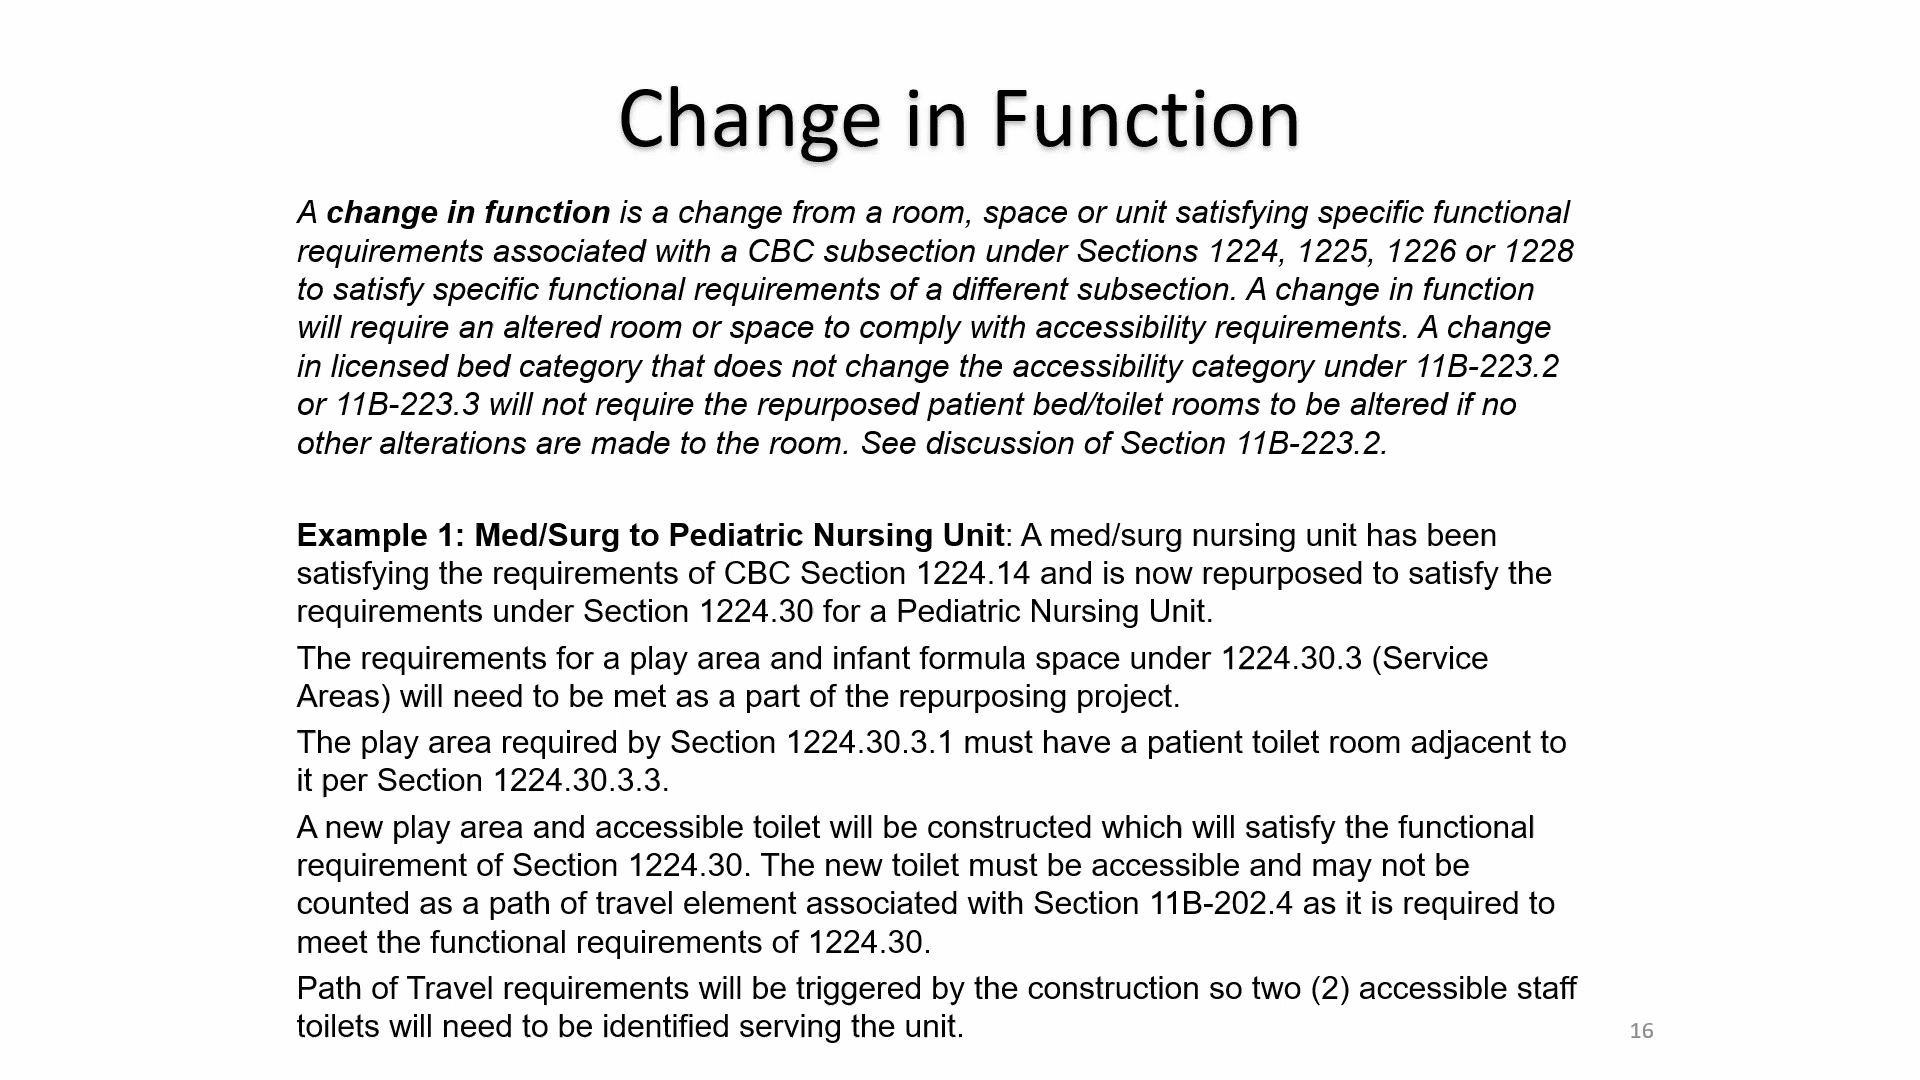 Change in Function
A change in function is a change from a room, space or unit satisfying specific functional
requirements associated with a CBC subsection under Sections 1224, 1225, 1226 or 1228
to satisfy specific functional requirements of a different subsection. A change in function
will require an altered room or space to comply with accessibility requirements. A change
in licensed bed category that does not change the accessibility category under 11B-223.2
or 11B-223.3 will not require the repurposed patient bed/toilet rooms to be altered if no
other alterations are made to the room. See discussion of Section 11B-223.2.
Example 1: Med/Surg to Pediatric Nursing Unit: A med/surg nursing unit has been
satisfying the requirements of CBC Section 1224.14 and is now repurposed to satisfy the
requirements under Section 1224.30 for a Pediatric Nursing Unit.
The requirements for a play area and infant formula space under 1224.30.3 (Service
Areas) will need to be met as a part of the repurposing project.
The play area required by Section 1224.30.3.1 must have a patient toilet room adjacent to
it per Section 1224.30.3.3.
A new play area and accessible toilet will be constructed which will satisfy the functional
requirement of Section 1224.30. The new toilet must be accessible and may not be
counted as a path of travel element associated with Section 11B-202.4 as it is required to
meet the functional requirements of 1224.30.
Path of Travel requirements will be triggered by the construction so two (2) accessible staff
toilets will need to be identified serving the unit.
16